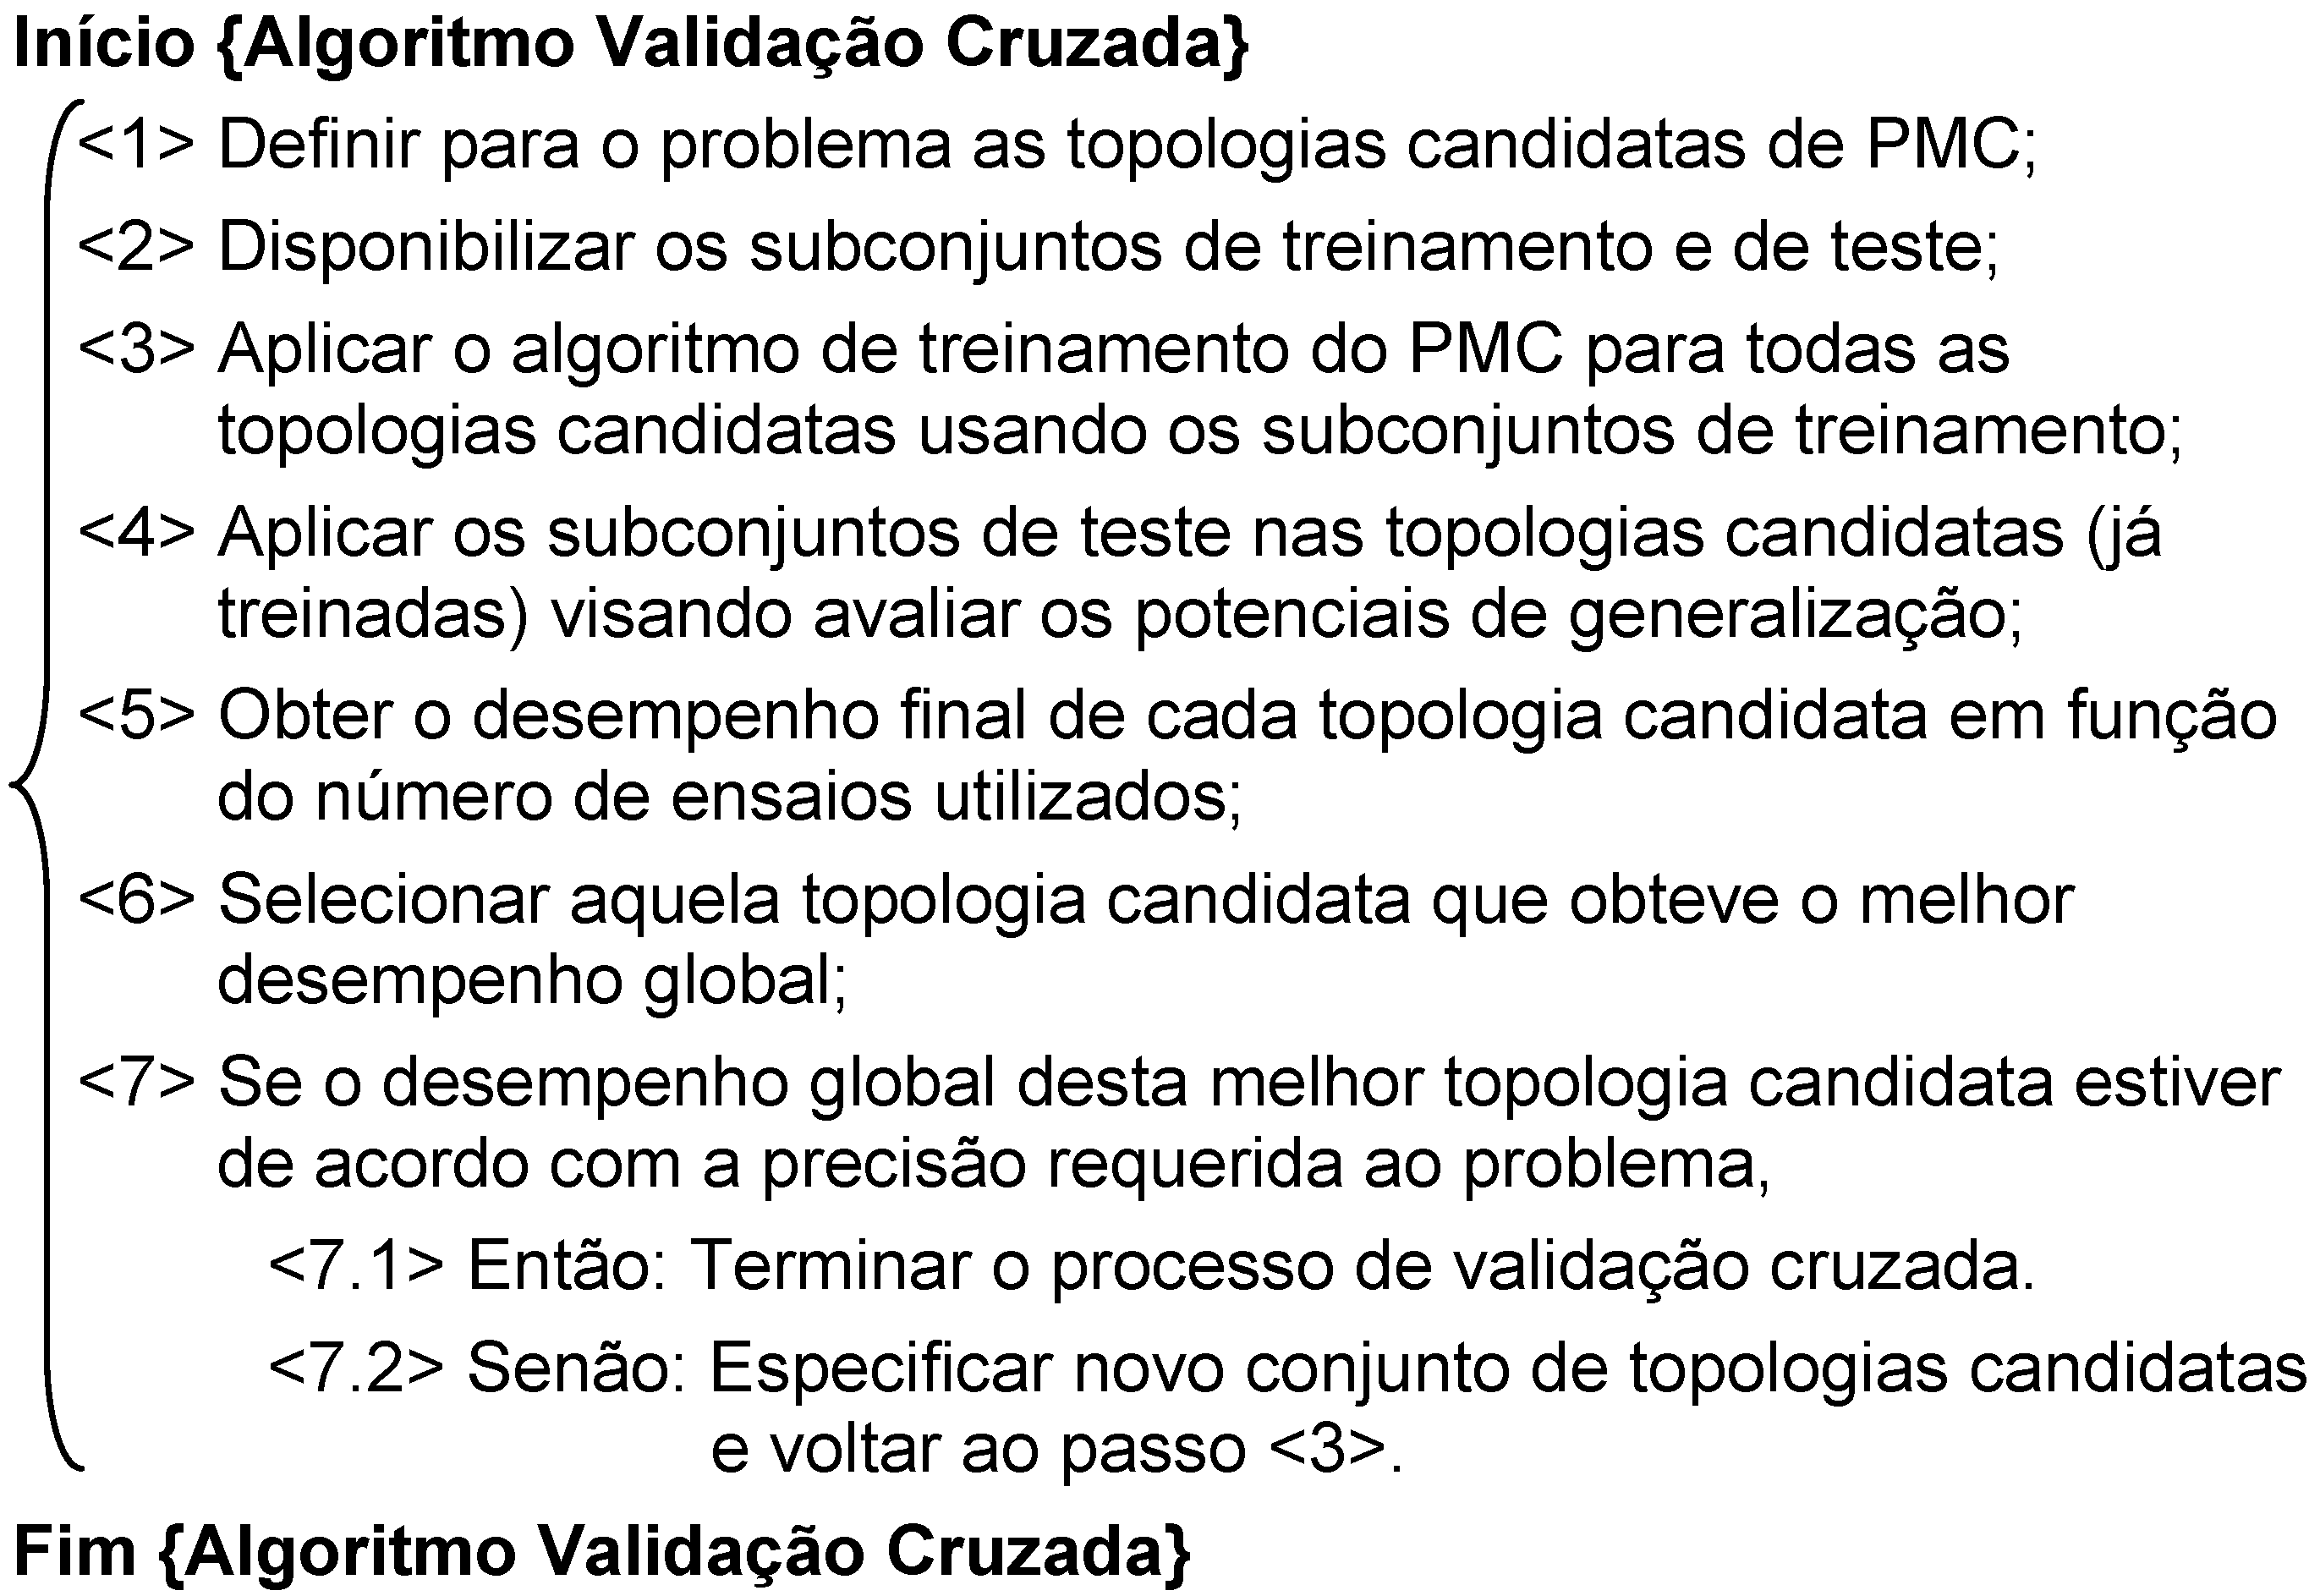 Início {Algoritmo Validação Cruzada}
<1> Definir para o problema as topologias candidatas de PMC;
<2> Disponibilizar os subconjuntos de treinamento e de teste;
<3> Aplicar o algoritmo de treinamento do PMC para todas as
topologias candidatas usando os subconjuntos de treinamento;
<4> Aplicar os subconjuntos de teste nas topologias candidatas (já
treinadas) visando avaliar os potenciais de generalização;
<5> Obter o desempenho final de cada topologia candidata em função
do número de ensaios utilizados;
<6> Selecionar aquela topologia candidata que obteve o melhor
desempenho global;
<7> Se o desempenho global desta melhor topologia candidata estiver
de acordo com a precisão requerida ao problema,
<7.1> Então: Terminar o processo de validação cruzada.
<7.2> Senão: Especificar novo conjunto de topologias candidatas
e voltar ao passo <3>.
Fim {Algoritmo Validação Cruzada}